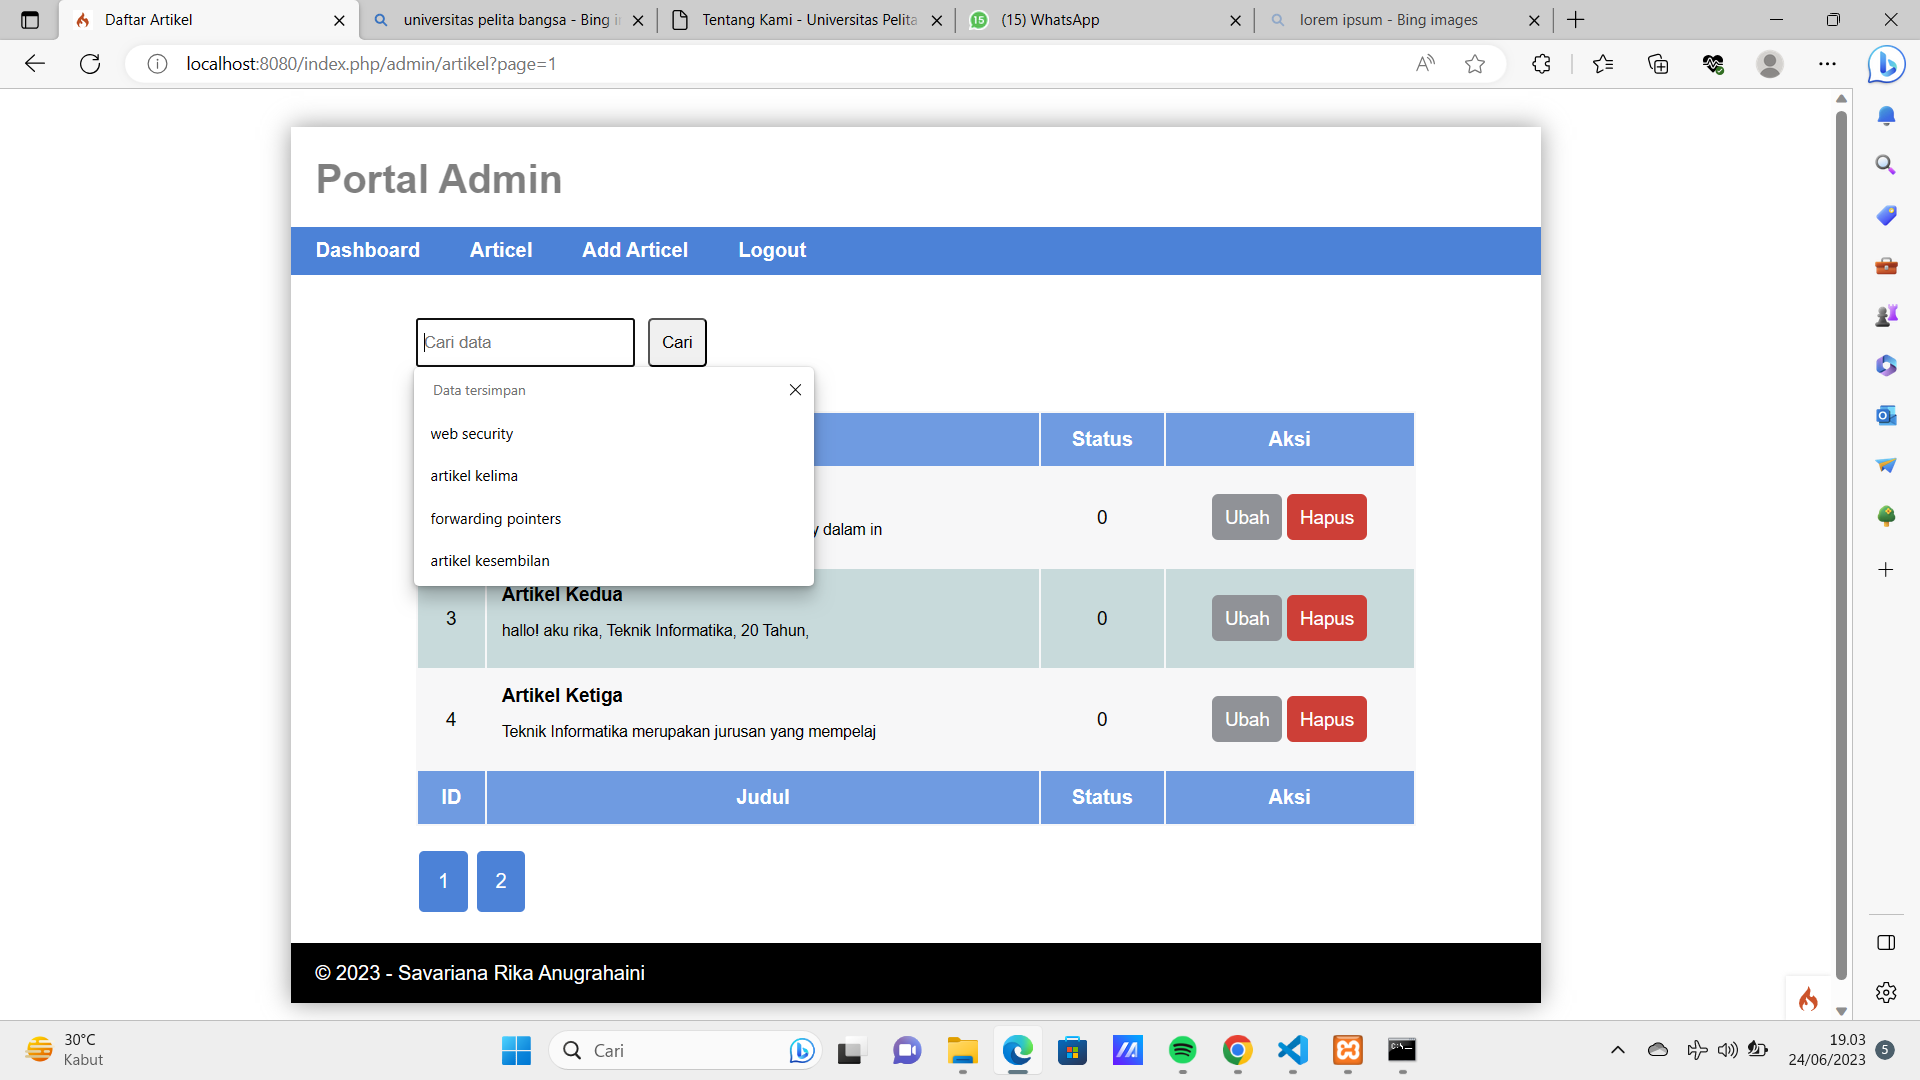 Daftar Artikel
universitas pelita bangsa - Bing i
Tentang Kami - Universitas Pelita
15
(15) WhatsApp
lorem ipsum - Bing images
localhost:8080/index.php/admin/artikel?page=1
Portal Admin
Dashboard Articel Add Articel Logout
Cari data Cari
Data tersimpan
web security
artikel kelima
forwarding pointers
artikel kesembilan
Status Aksi
dalam in 0 Ubah Hapus
Artikel Kedua
3 hallo! aku rika, Teknik Informatika, 20 Tahun, 0 Ubah Hapus
Artikel Ketiga
4 Teknik Informatika merupakan jurusan yang mempelaj 0 Ubah Hapus
ID Judul Status Aksi
1 2
© 2023 - Savariana Rika Anugrahaini
30°C
Kabut
Cari
19.03
24/06/2023
5